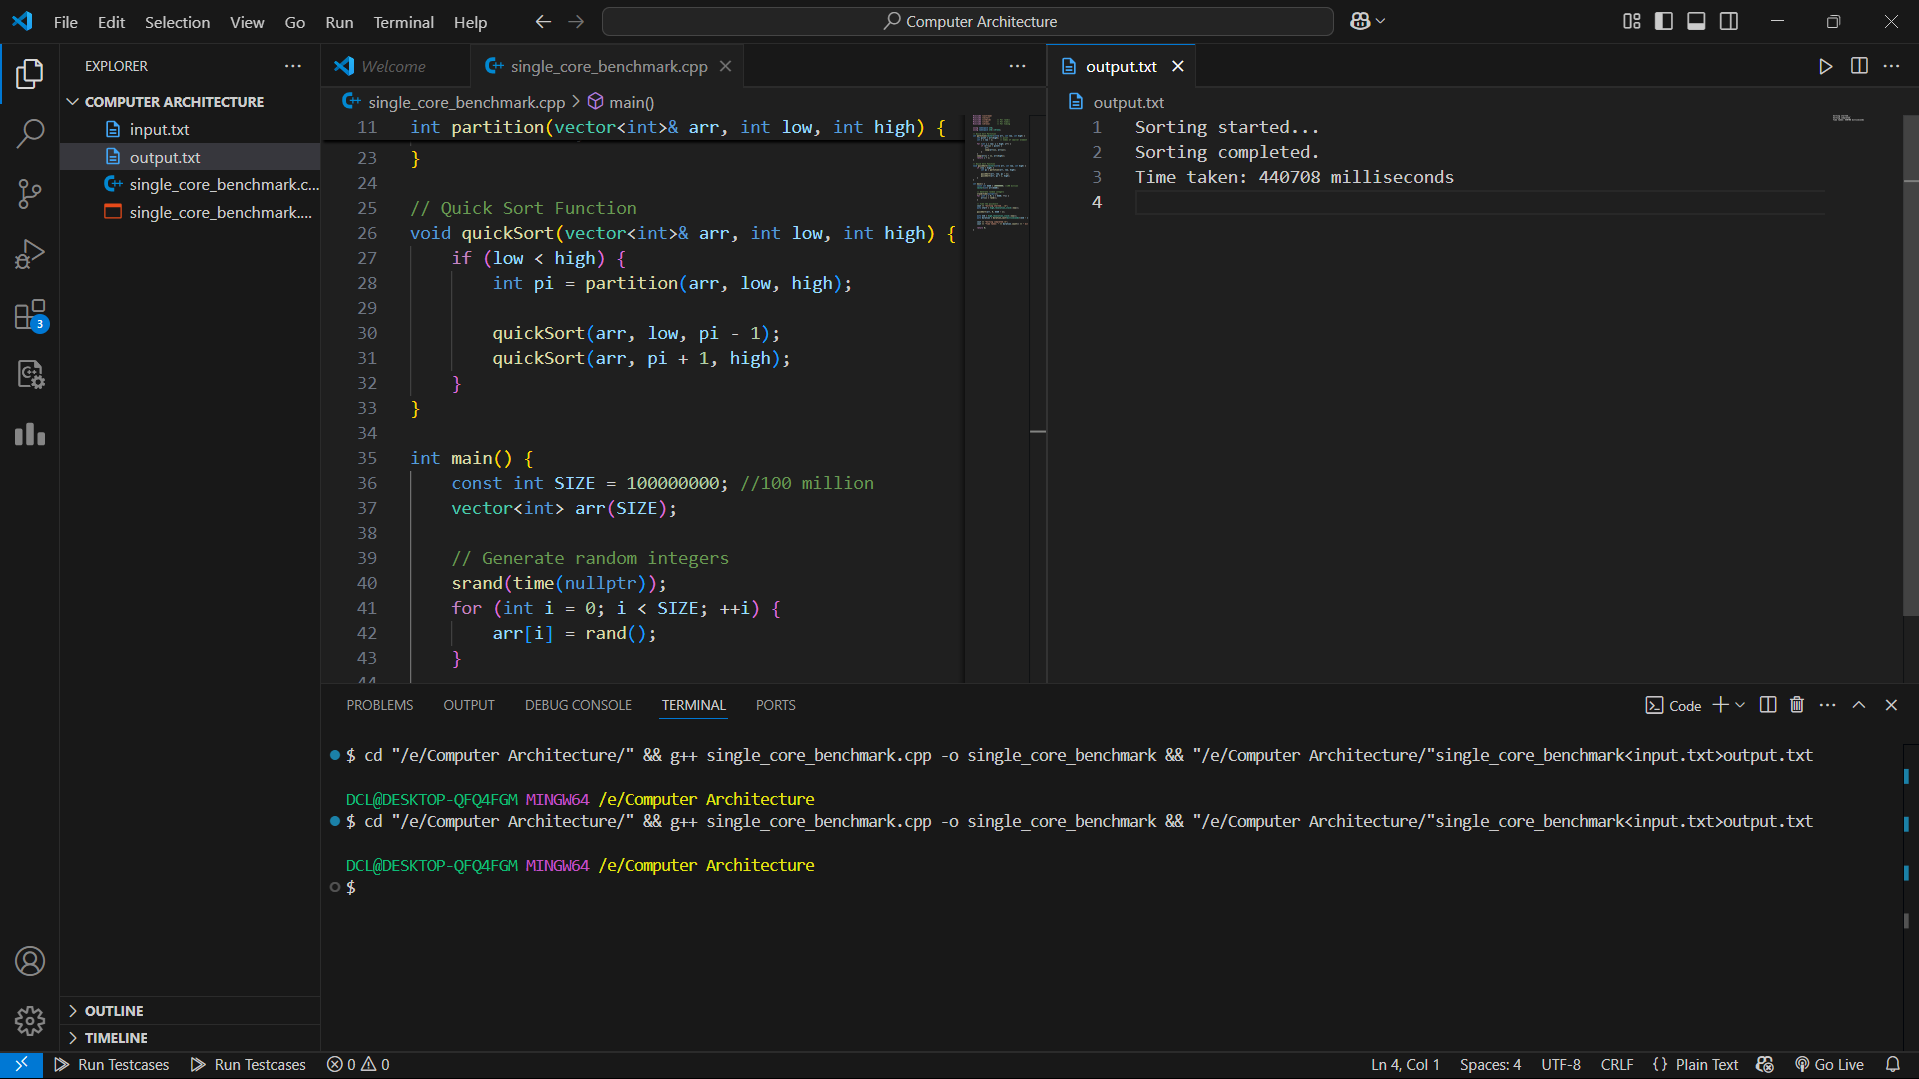 File Edit Selection View Go Run Terminal Help
Computer Architecture
EXPLORER
COMPUTER ARCHITECTURE
input.txt
output.txt
single_core_benchmark.c...
single_core_benchmark....
OUTLINE
TIMELINE
Welcome
single_core_benchmark.cpp
single_core_benchmark.cpp > main()
11 int partition(vector<int>& arr, int low, int high) {
23 }
24
25 // Quick Sort Function
26 void quickSort(vector<int>& arr, int low, int high) {
27 if (low < high) {
28 int pi = partition(arr, low, high);
29
30 quickSort(arr, low, pi - 1);
31 quickSort(arr, pi + 1, high);
32 }
33 }
34
35 int main() {
36 const int SIZE = 100000000; //100 million
37 vector<int> arr(SIZE);
38
39 // Generate random integers
40 srand(time(nullptr));
41 for (int i = 0; i < SIZE; ++i) {
42 arr[i] = rand();
43 }
44
output.txt
output.txt
1 Sorting started...
2 Sorting completed.
3 Time taken: 440708 milliseconds
4
3
PROBLEMS OUTPUT DEBUG CONSOLE TERMINAL PORTS
Code
$ cd "/e/Computer Architecture/" && g++ single_core_benchmark.cpp -o single_core_benchmark && "/e/Computer Architecture/"single_core_benchmark<input.txt>output.txt
DCL@DESKTOP-QFQ4FGM MINGW64 /e/Computer Architecture
$ cd "/e/Computer Architecture/" && g++ single_core_benchmark.cpp -o single_core_benchmark && "/e/Computer Architecture/"single_core_benchmark<input.txt>output.txt
DCL@DESKTOP-QFQ4FGM MINGW64 /e/Computer Architecture
$
Run Testcases Run Testcases 0 0
Ln 4, Col 1 Spaces: 4 UTF-8 CRLF {} Plain Text Go Live